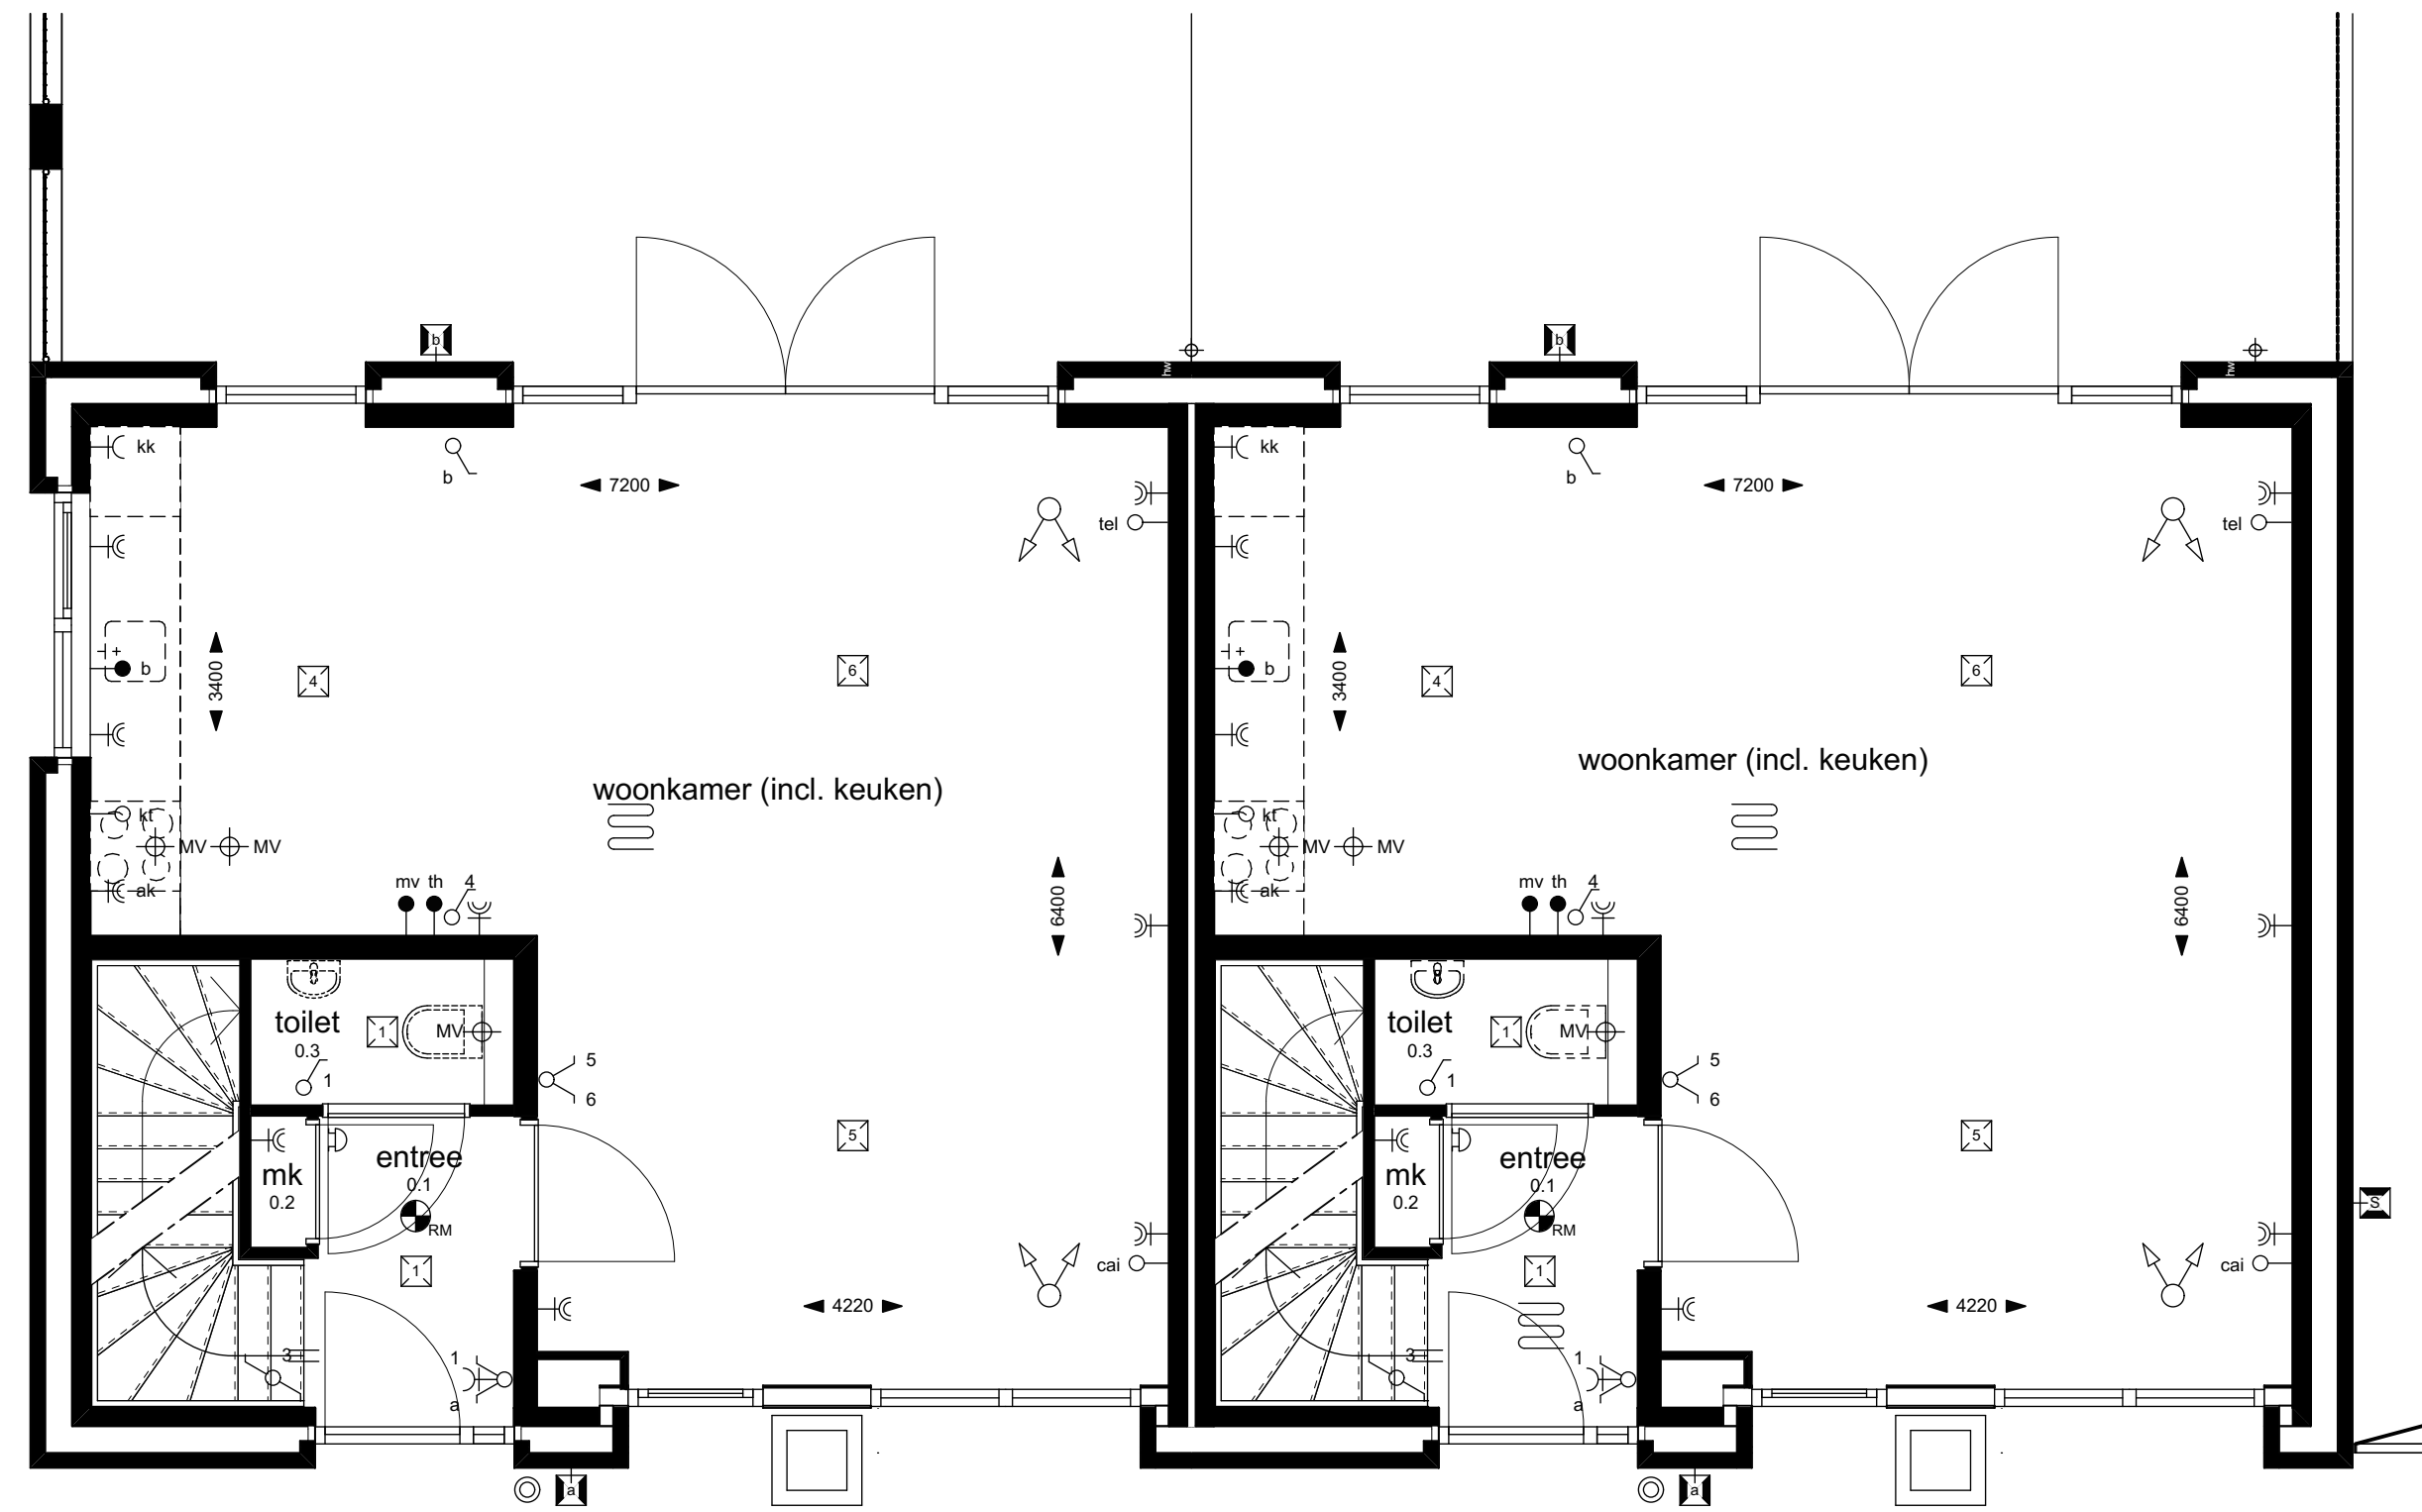 b
b
hw
hw
kk
b
7200
tel
kk
b
7200
tel
b
3400
4
6
b
3400
4
6
woonkamer (incl. keuken)
woonkamer (incl. keuken)
kt
MV
MV
ak
mv th 4
6400
kt
MV
MV
ak
mv th 4
6400
toilet
0.3
1
MV
1
5
6
toilet
0.3
1
MV
1
5
6
mk
0.2
entree
0.1
RM
1
5
cai
mk
0.2
entree
0.1
RM
1
5
cai
S
4220
4220
3
1
a
3
1
a
a
a